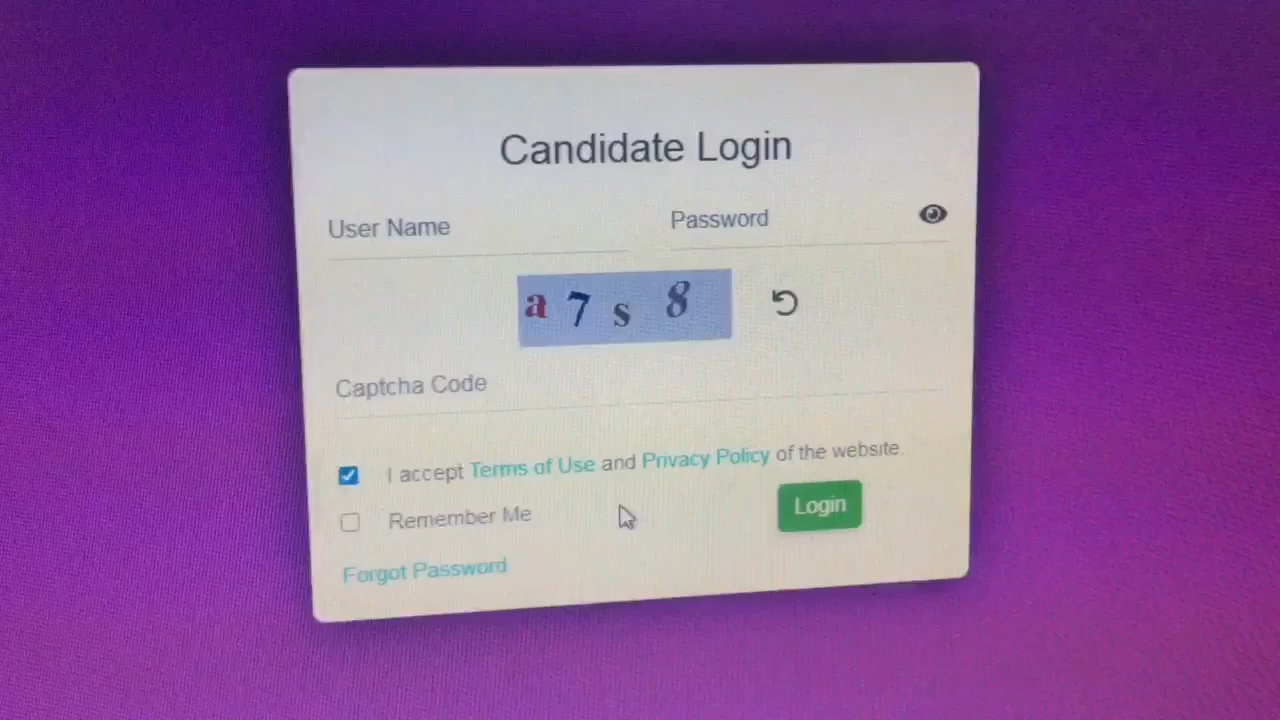 Candidate Login
User Name
Password
a 7 s 8
Captcha Code
I accept Terms of Use and Privacy Policy of the website.
Remember Me
Login
Forgot Password